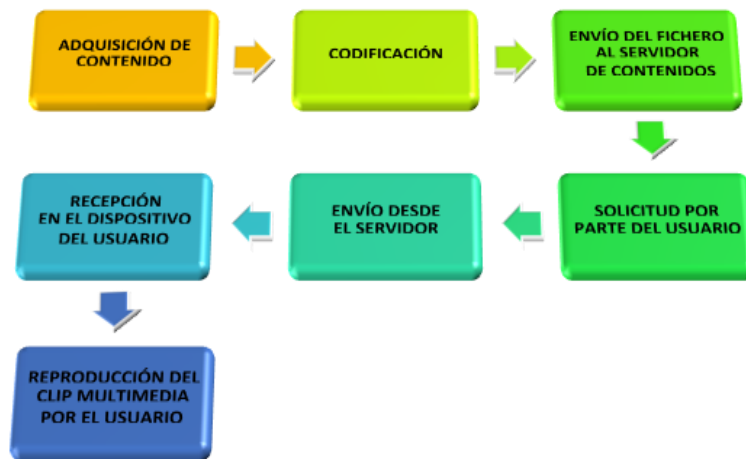 ADQUISICIÓN DE
CONTENIDO
CODIFICACIÓN
ENVÍO DEL FICHERO
AL SERVIDOR
DE CONTENIDOS
SOLICITUD POR
PARTE DEL USUARIO
ENVÍO DESDE
EL SERVIDOR
RECEPCIÓN
EN EL DISPOSITIVO
DEL USUARIO
REPRODUCCIÓN DEL
CLIP MULTIMEDIA
POR EL USUARIO